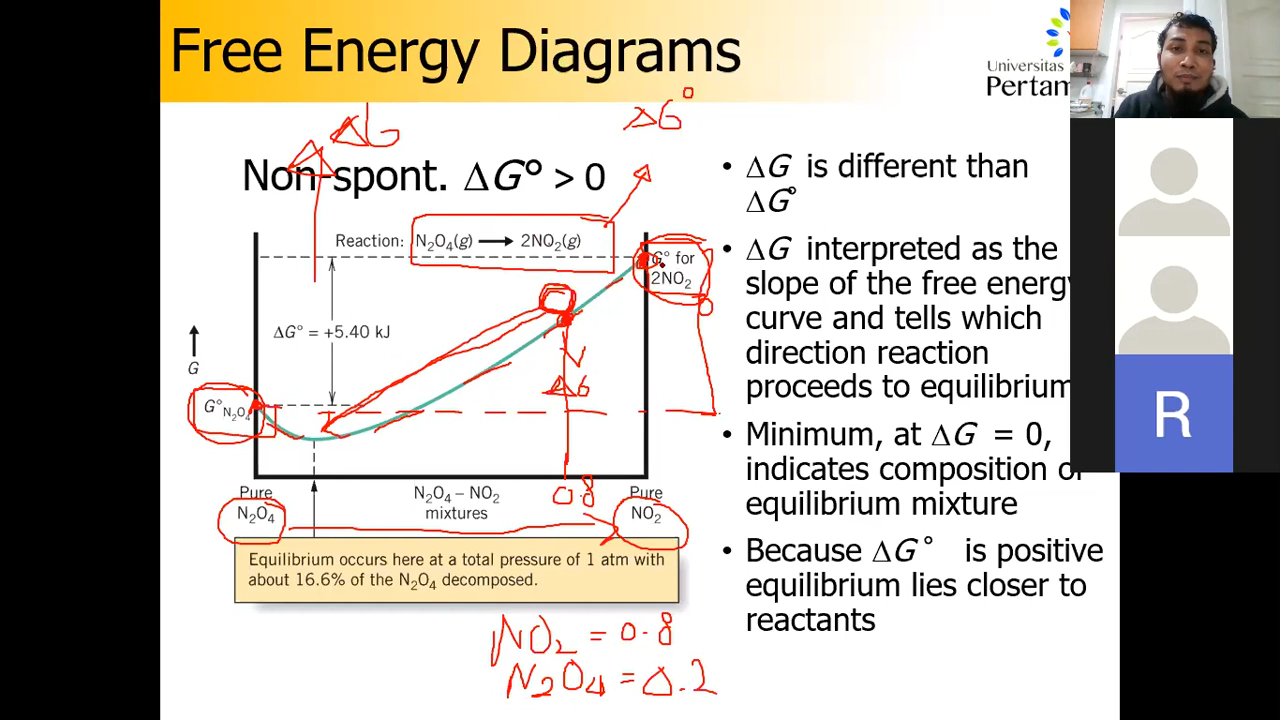 Free Energy Diagrams
Universitas
Pertam
ΔG
ΔG°
Non-spont. ΔG° > 0
Reaction: N₂O₄(g) ⟶ 2NO₂(g)
G° for
2NO₂
ΔG° = +5.40 kJ
G
G°N₂O₄
ΔG
0.8
Pure
N₂O₄
N₂O₄ – NO₂
mixtures
Pure
NO₂
Equilibrium occurs here at a total pressure of 1 atm with
about 16.6% of the N₂O₄ decomposed.
NO₂ = 0.8
N₂O₄ = 0.2
• ΔG is different than
ΔG°
• ΔG interpreted as the
slope of the free energy
curve and tells which
direction reaction
proceeds to equilibrium
• Minimum, at ΔG = 0,
indicates composition of
equilibrium mixture
• Because ΔG° is positive
equilibrium lies closer to
reactants
R